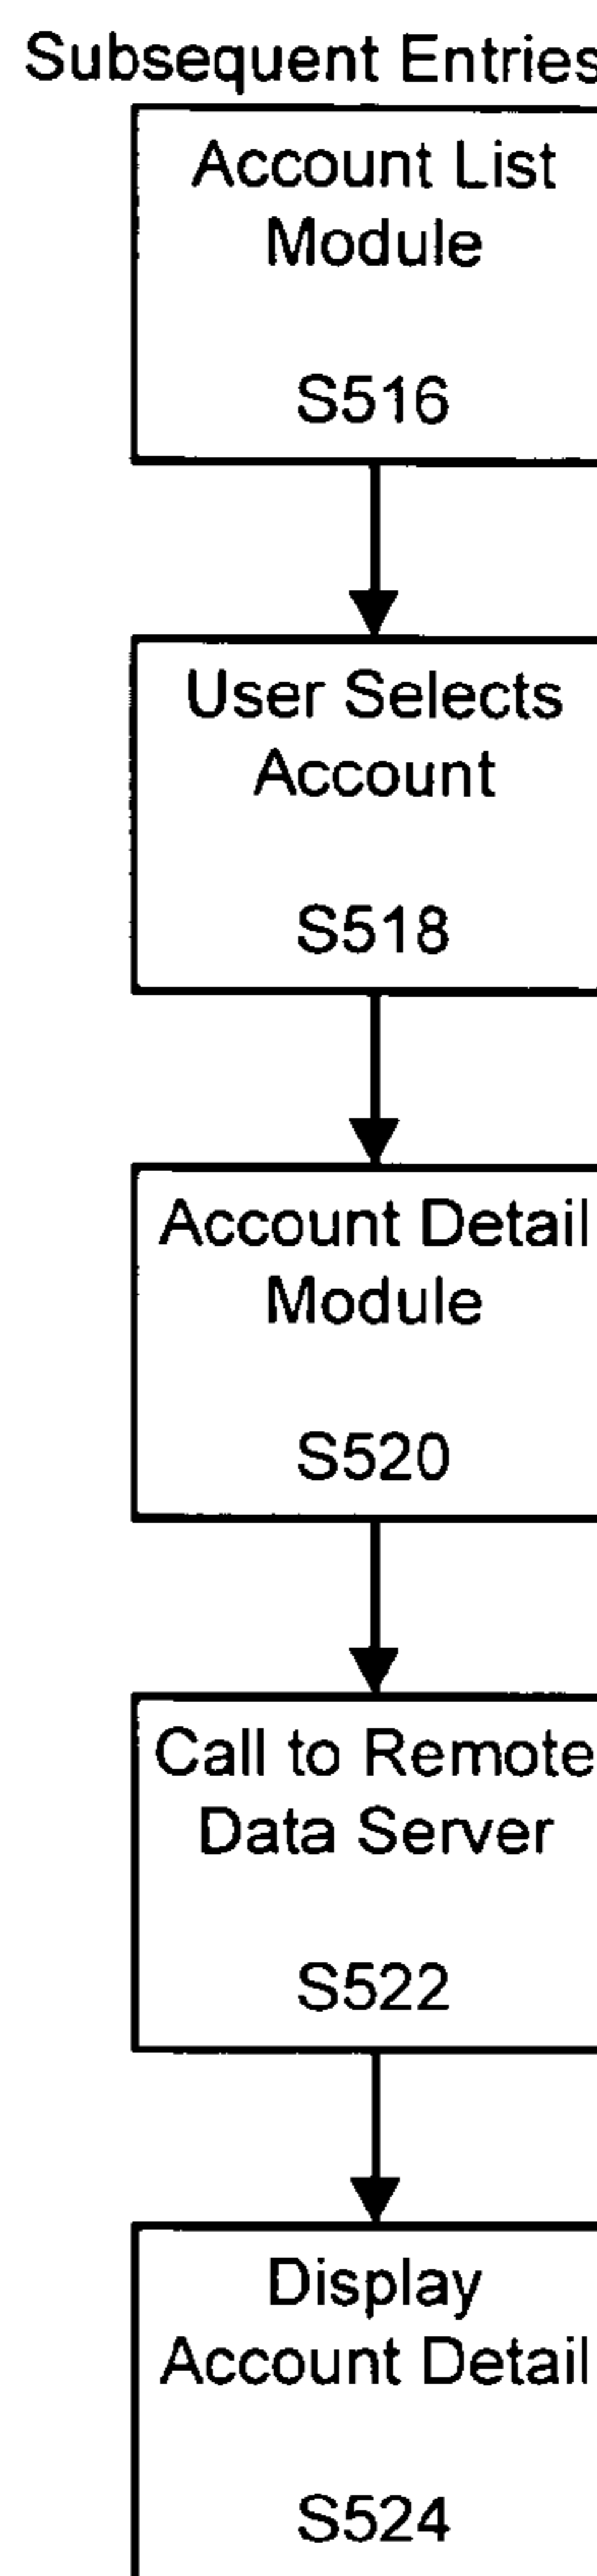 Subsequent Entries
Account List
Module
S516
User Selects
Account
S518
Account Detail
Module
S520
Call to Remote
Data Server
S522
Display
Account Detail
S524